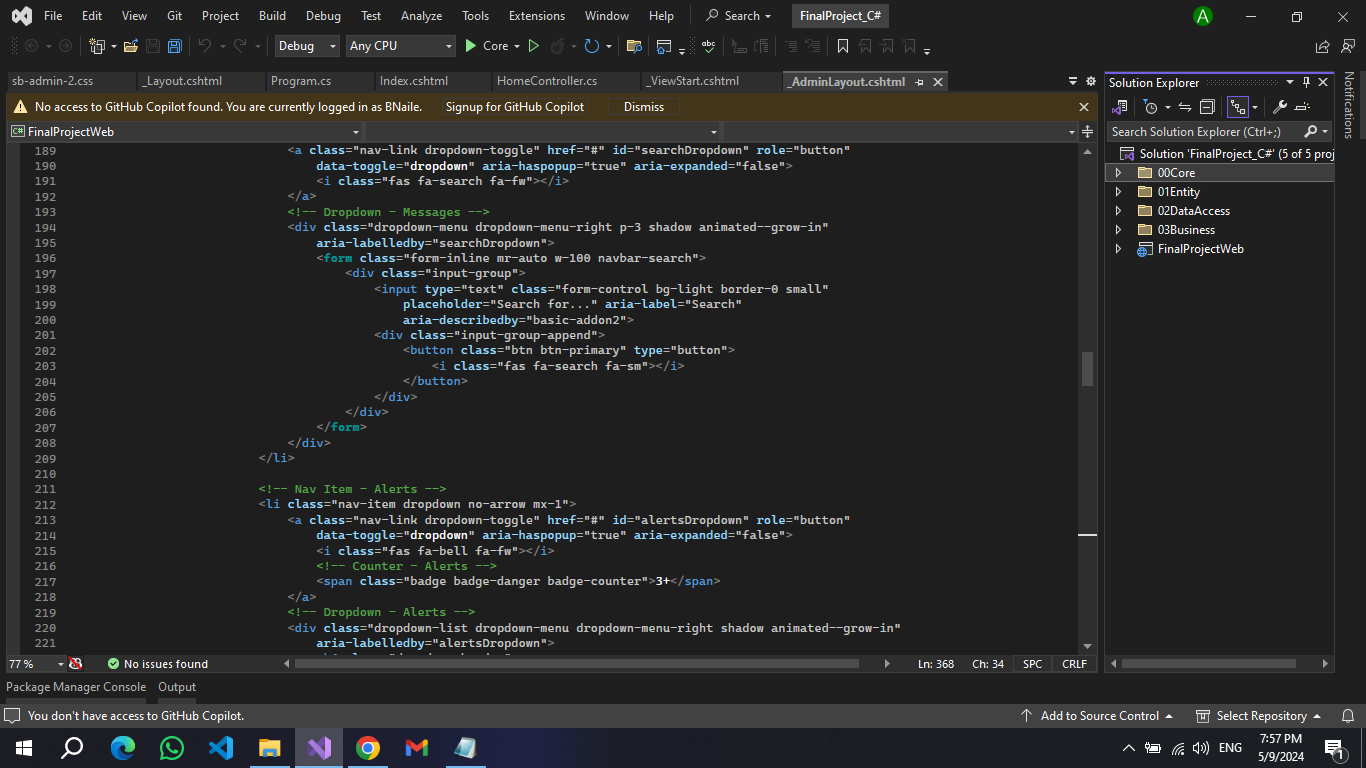 File Edit View Git Project Build Debug Test Analyze Tools Extensions Window Help Search FinalProject_C# A
Debug Any CPU Core
sb-admin-2.css _Layout.cshtml Program.cs Index.cshtml HomeController.cs _ViewStart.cshtml _AdminLayout.cshtml
No access to GitHub Copilot found. You are currently logged in as BNaile. Signup for GitHub Copilot Dismiss
C# FinalProjectWeb
189 <a class="nav-link dropdown-toggle" href="#" id="searchDropdown" role="button"
190 data-toggle="dropdown" aria-haspopup="true" aria-expanded="false">
191 <i class="fas fa-search fa-fw"></i>
192 </a>
193 <!-- Dropdown - Messages -->
194 <div class="dropdown-menu dropdown-menu-right p-3 shadow animated--grow-in"
195 aria-labelledby="searchDropdown">
196 <form class="form-inline mr-auto w-100 navbar-search">
197 <div class="input-group">
198 <input type="text" class="form-control bg-light border-0 small"
199 placeholder="Search for..." aria-label="Search"
200 aria-describedby="basic-addon2">
201 <div class="input-group-append">
202 <button class="btn btn-primary" type="button">
203 <i class="fas fa-search fa-sm"></i>
204 </button>
205 </div>
206 </div>
207 </form>
208 </div>
209 </li>
210
211 <!-- Nav Item - Alerts -->
212 <li class="nav-item dropdown no-arrow mx-1">
213 <a class="nav-link dropdown-toggle" href="#" id="alertsDropdown" role="button"
214 data-toggle="dropdown" aria-haspopup="true" aria-expanded="false">
215 <i class="fas fa-bell fa-fw"></i>
216 <!-- Counter - Alerts -->
217 <span class="badge badge-danger badge-counter">3+</span>
218 </a>
219 <!-- Dropdown - Alerts -->
220 <div class="dropdown-list dropdown-menu dropdown-menu-right shadow animated--grow-in"
221 aria-labelledby="alertsDropdown">
77 % No issues found Ln: 368 Ch: 34 SPC CRLF
Package Manager Console Output
You don't have access to GitHub Copilot. Add to Source Control Select Repository
Solution Explorer
Search Solution Explorer (Ctrl+;)
Solution 'FinalProject_C#' (5 of 5 proj
00Core
01Entity
02DataAccess
03Business
FinalProjectWeb
Notifications
ENG
7:57 PM
5/9/2024
1